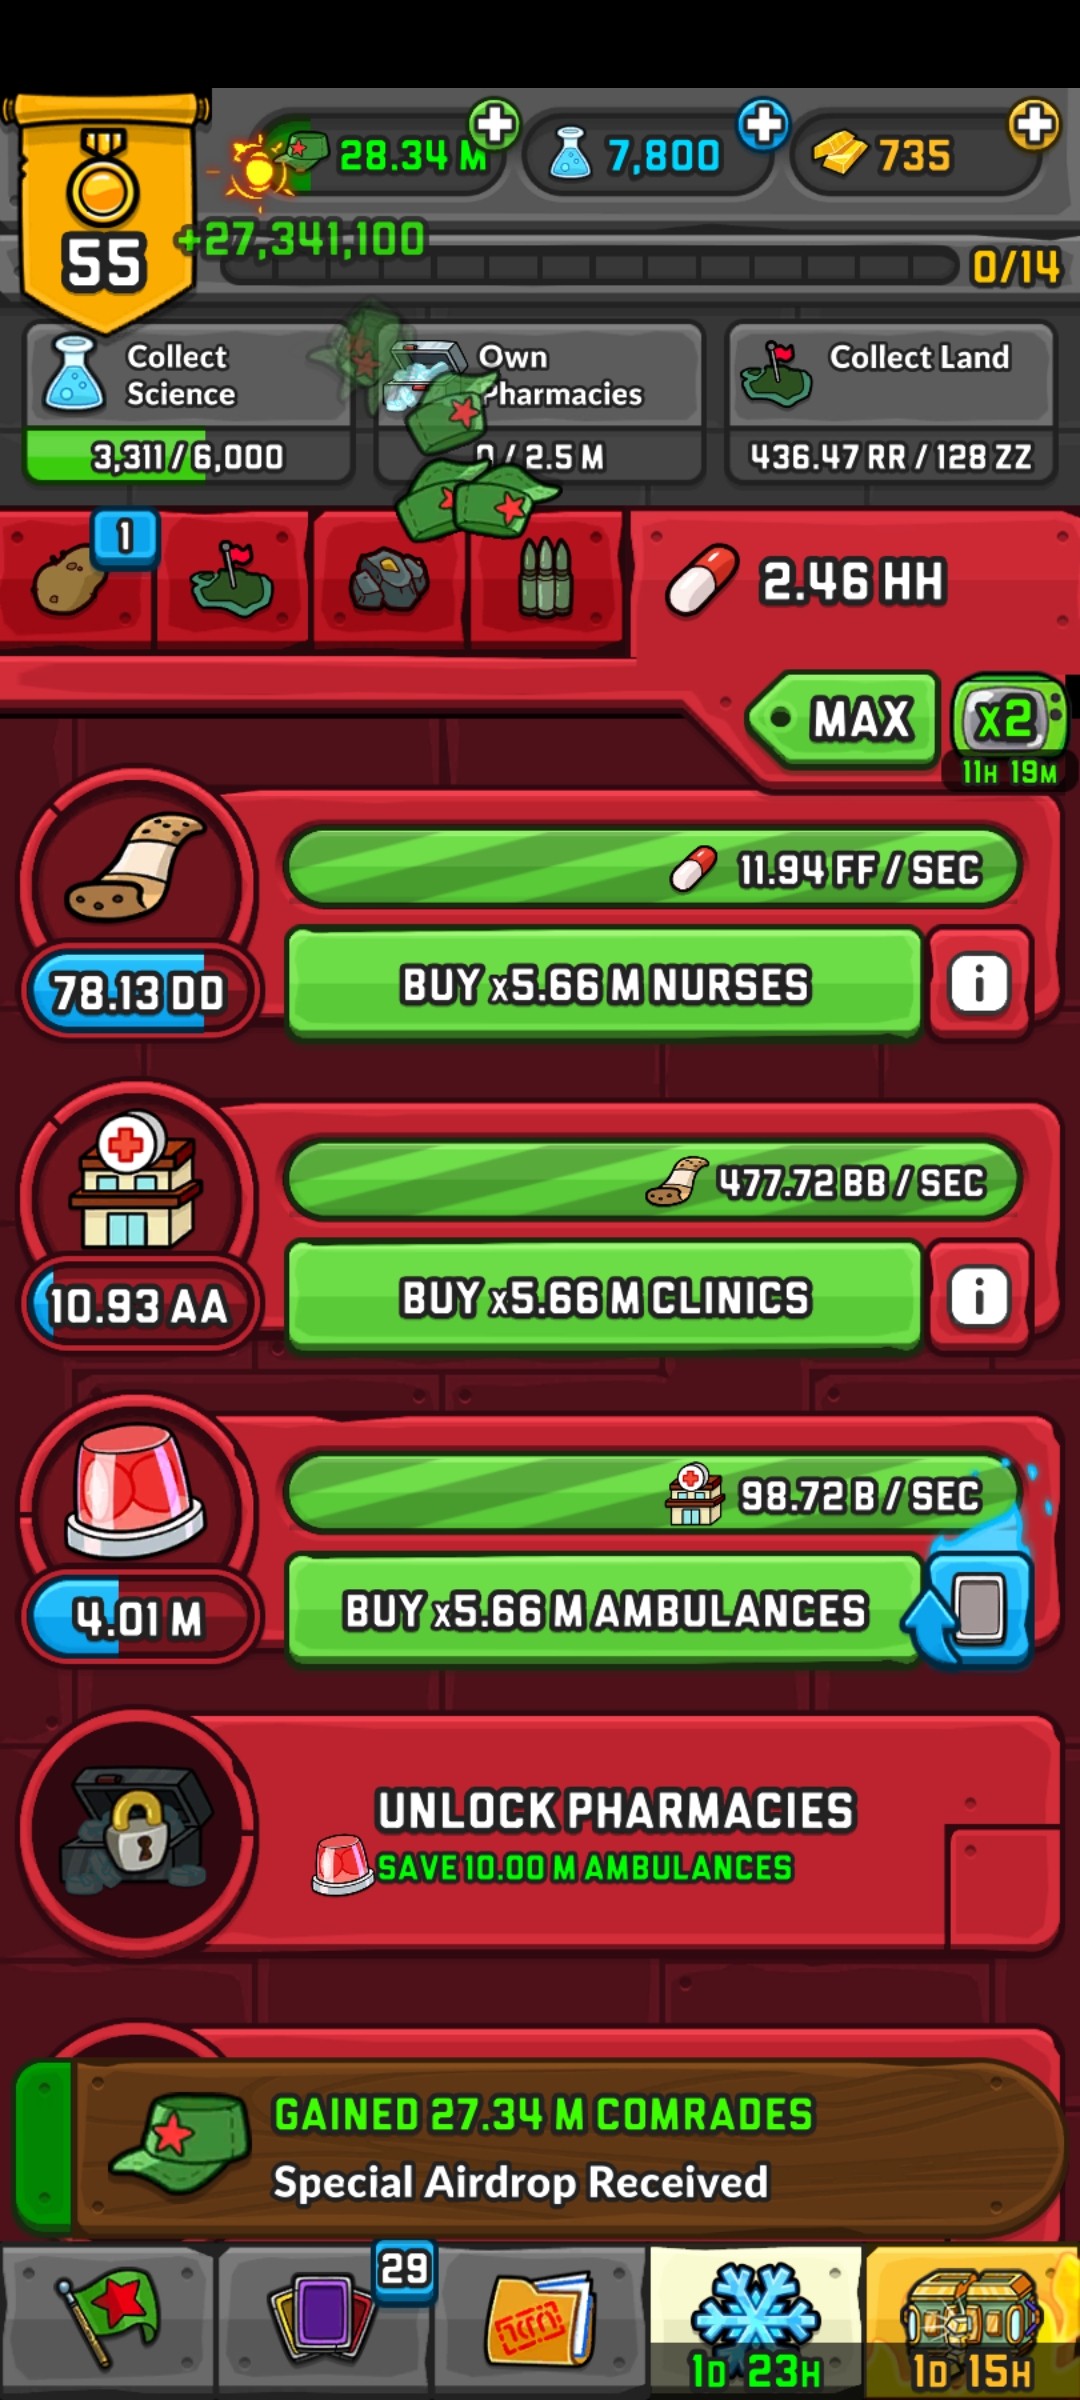 28.34 M
7,800
735
55
+27,341,100
0/14
Collect
Science
3,311 / 6,000
Own
Pharmacies
0 / 2.5 M
Collect Land
436.47 RR / 128 ZZ
1
2.46 HH
MAX
x2
11H 19M
11.94 FF / SEC
78.13 DD
BUY x5.66 M NURSES
i
477.72 BB / SEC
10.93 AA
BUY x5.66 M CLINICS
i
98.72 B / SEC
4.01 M
BUY x5.66 M AMBULANCES
UNLOCK PHARMACIES
SAVE 10.00 M AMBULANCES
GAINED 27.34 M COMRADES
Special Airdrop Received
29
1D 23H
1D 15H